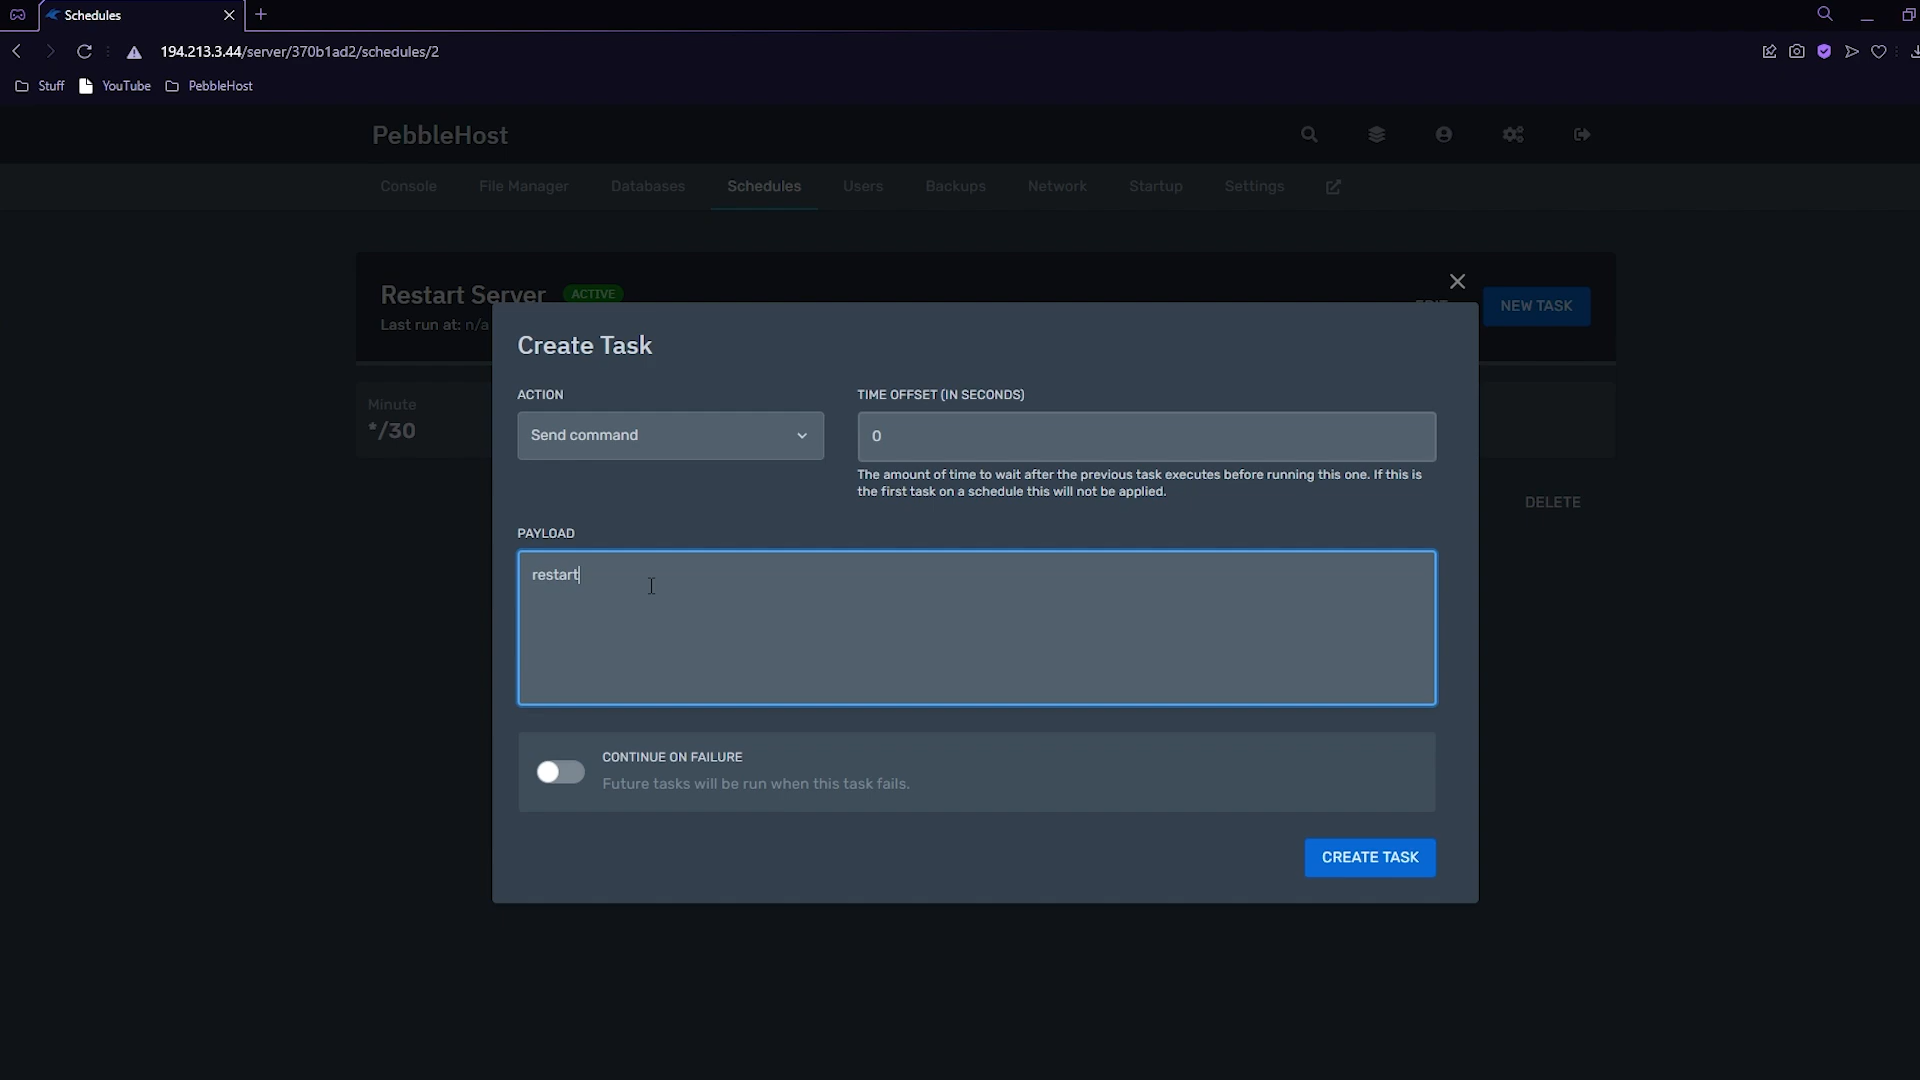 Schedules
194.213.3.44/server/370b1ad2/schedules/2
Stuff YouTube PebbleHost
PebbleHost
Console File Manager Databases Schedules Users Backups Network Startup Settings
Restart Server ACTIVE
NEW TASK
Last run at: n/a
Create Task
ACTION TIME OFFSET (IN SECONDS)
Minute
*/30
Send command 0
The amount of time to wait after the previous task executes before running this one. If this is
the first task on a schedule this will not be applied.
DELETE
PAYLOAD
restart
CONTINUE ON FAILURE
Future tasks will be run when this task fails.
CREATE TASK